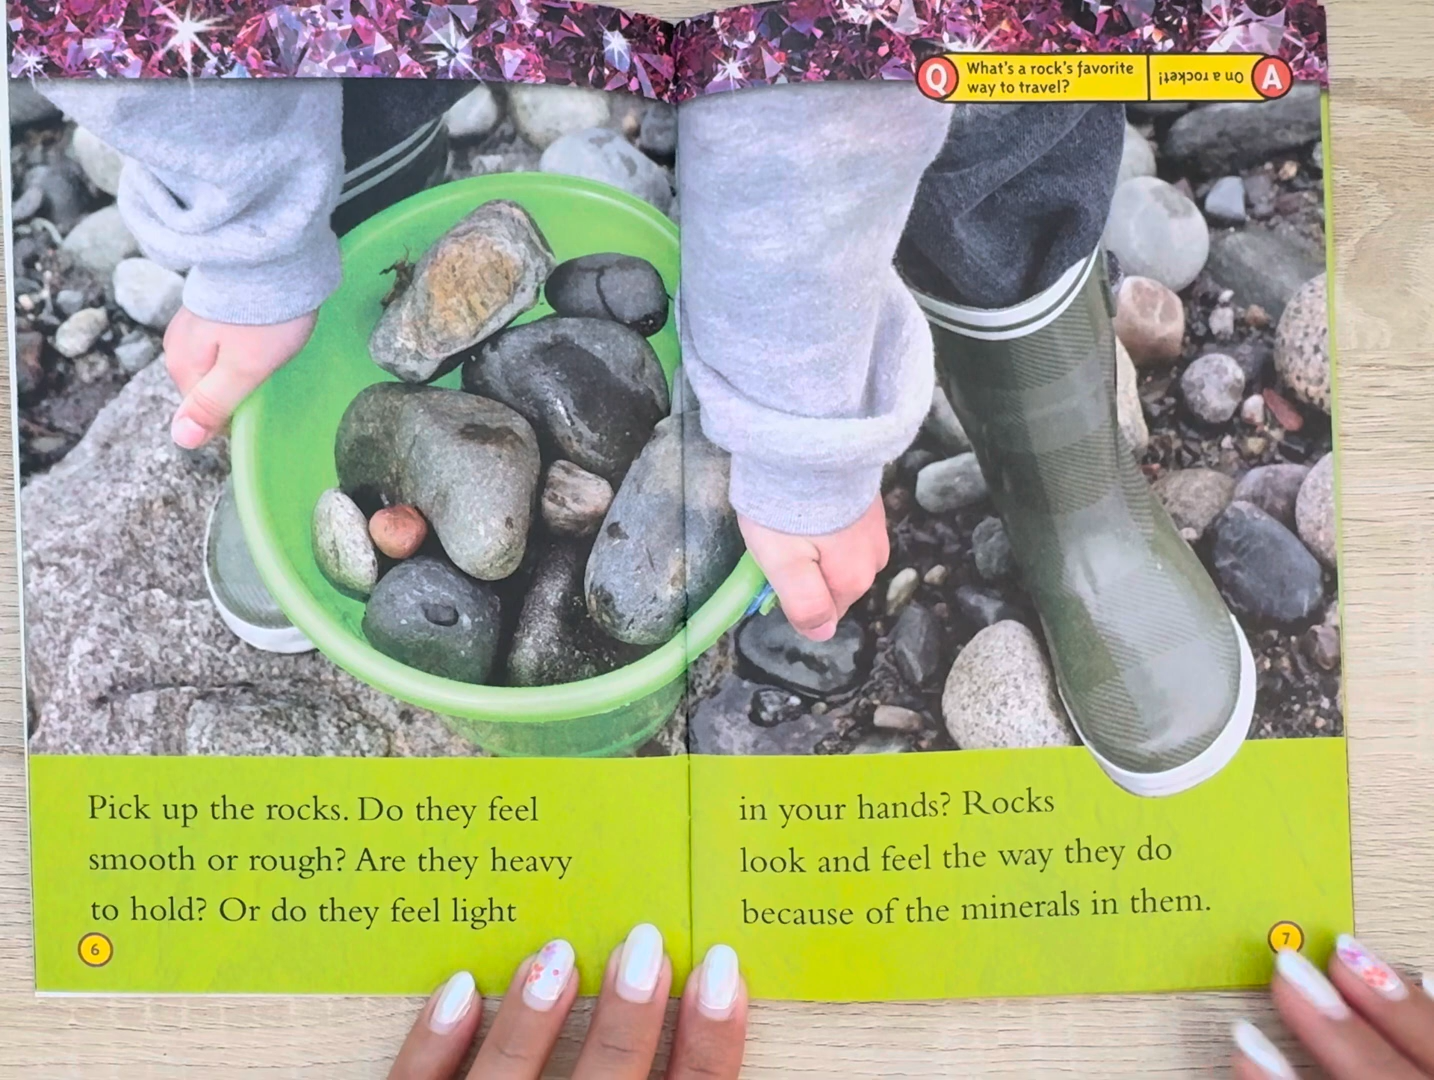 Q
What's a rock's favorite
way to travel?
On a rocket!
A
Pick up the rocks. Do they feel
smooth or rough? Are they heavy
to hold? Or do they feel light
6
in your hands? Rocks
look and feel the way they do
because of the minerals in them.
7